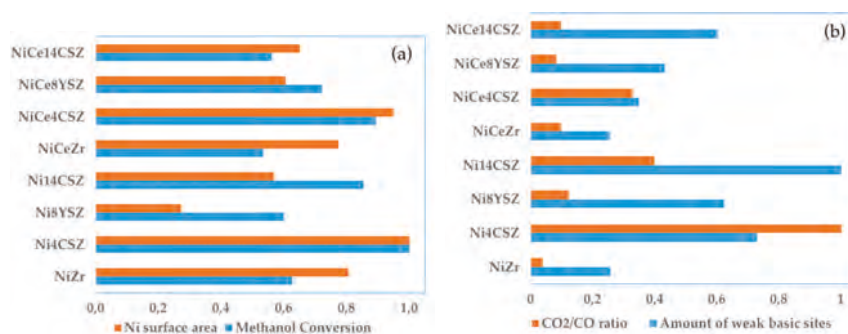 (a)
NiCe14CSZ
NiCe8YSZ
NiCe4CSZ
NiCeZr
Ni14CSZ
Ni8YSZ
Ni4CSZ
NiZr
0,0 0,2 0,4 0,6 0,8 1,0
Ni surface area Methanol Conversion
(b)
NiCe14CSZ
NiCe8YSZ
NiCe4CSZ
NiCeZr
Ni14CSZ
Ni8YSZ
Ni4CSZ
NiZr
0 0,2 0,4 0,6 0,8 1
CO2/CO ratio Amount of weak basic sites